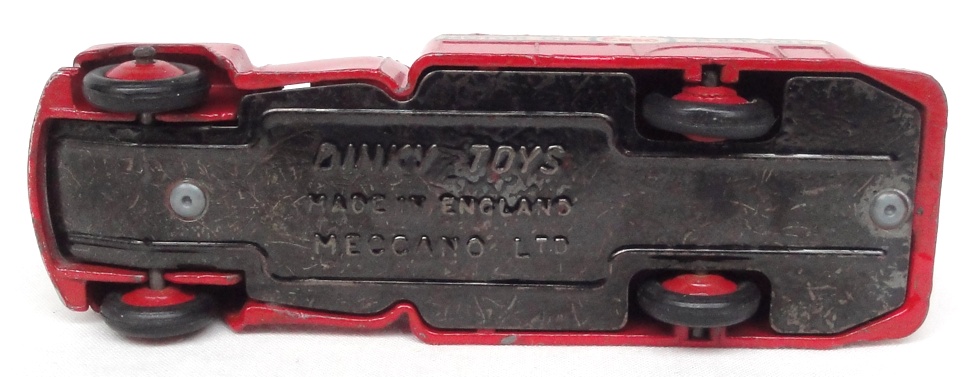 DINKY TOYS
MADE IN ENGLAND
MECCANO LTD